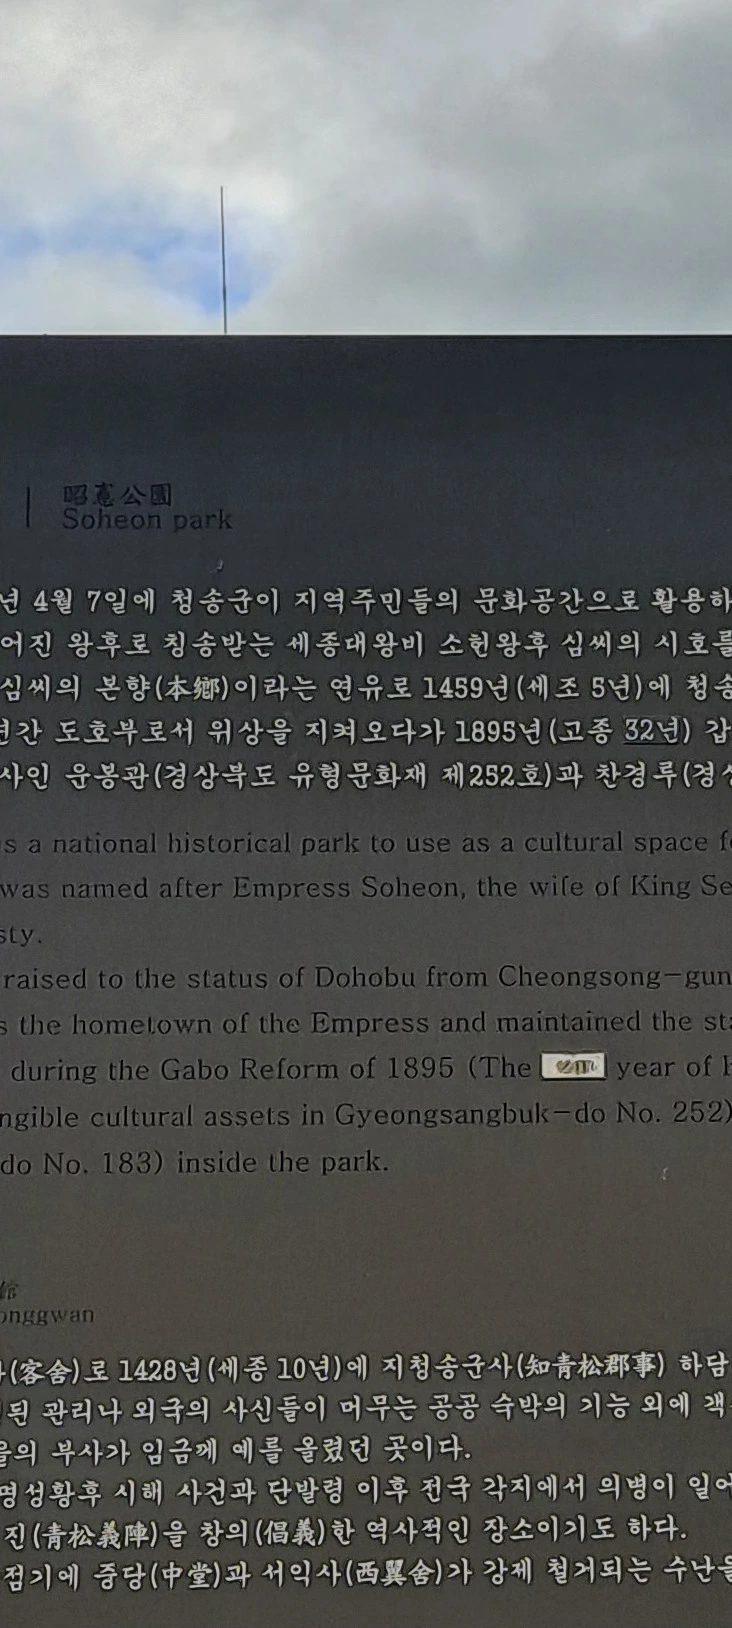 昭憲公園
Soheon park
년 4월 7일에 청송군이 지역주민들의 문화공간으로 활용하
어진 왕후로 칭송받는 세종대왕비 소헌왕후 심씨의 시호를
심씨의 본향(本鄕)이라는 연유로 1459년(세조 5년)에 청송
년간 도호부로서 위상을 지켜오다가 1895년(고종 32년) 갑
사인 운봉관(경상북도 유형문화재 제252호)과 찬경루(경상
s a national historical park to use as a cultural space f
was named after Empress Soheon, the wife of King Se
sty.
raised to the status of Dohobu from Cheongsong-gun
s the hometown of the Empress and maintained the sta
during the Gabo Reform of 1895 (The year of
ngible cultural assets in Gyeongsangbuk-do No. 252)
do No. 183) inside the park.
館
onggwan
(客舍)로 1428년(세종 10년)에 지청송군사(知靑松郡事) 하담
된 관리나 외국의 사신들이 머무는 공공 숙박의 기능 외에 객
을의 부사가 임금께 예를 올렸던 곳이다.
명성황후 시해 사건과 단발령 이후 전국 각지에서 의병이 일어
진(靑松義陣)을 창의(倡義)한 역사적인 장소이기도 하다.
점기에 중당(中堂)과 서익사(西翼舍)가 강제 철거되는 수난을